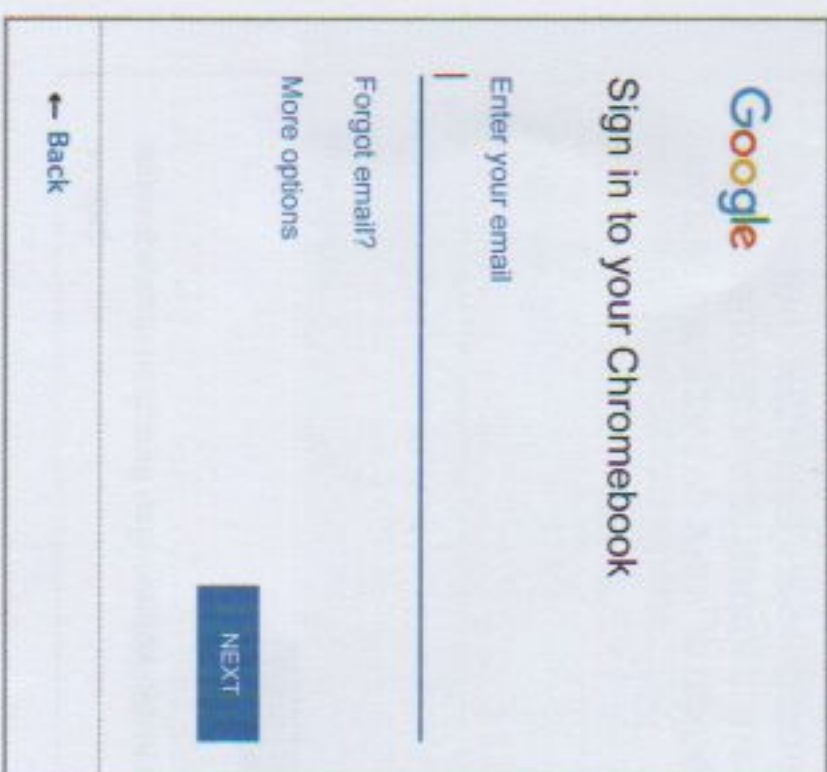 Google
Sign in to your Chromebook
Enter your email
Forgot email?
More options
NEXT
← Back